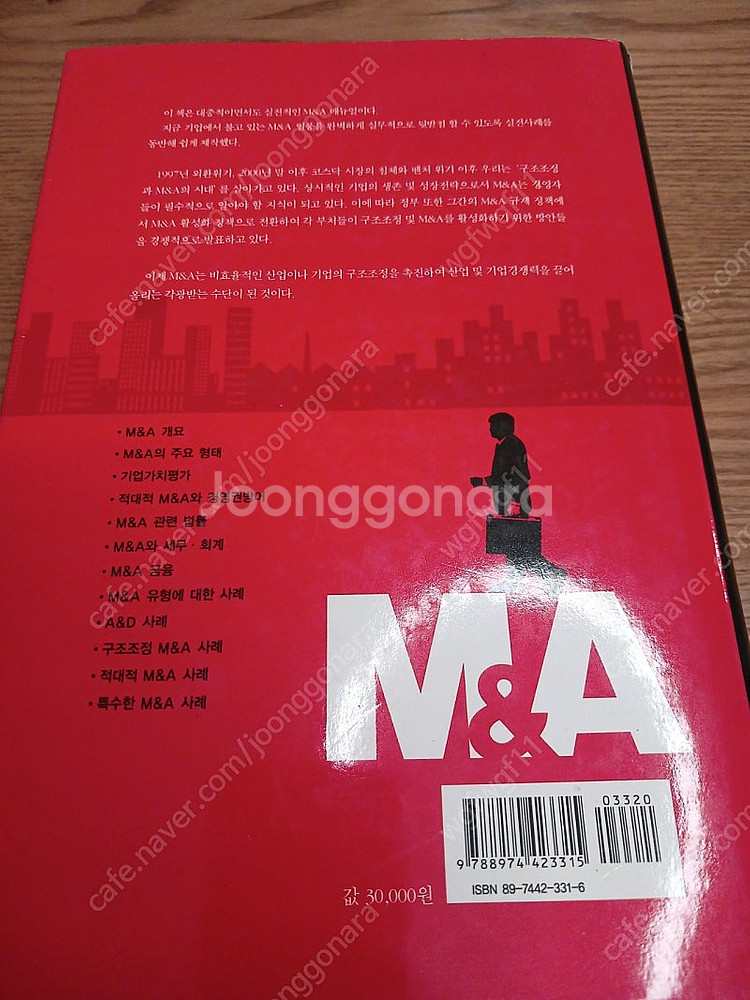 이 책은 대중적이면서도 실전적인 M&A 매뉴얼이다.
지금 기업에서 불고 있는 M&A 열풍을 완벽하게 실무적으로 뒷받침 할 수 있도록 실전사례를
동반해 쉽게 제작했다.
1997년 외환위기, 2000년 말 이후 코스닥 시장의 침체와 벤처 위기 이후 우리는 '구조조정
과 M&A의 시대'를 살아가고 있다. 상시적인 기업의 생존 및 성장전략으로서 M&A는 경영자
들이 필수적으로 알아야 할 지식이 되고 있다. 이에 따라 정부 또한 그간의 M&A 규제 정책에
서 M&A 활성화 정책으로 전환하여 각 부처들이 구조조정 및 M&A를 활성화하기 위한 방안들
을 경쟁적으로 발표하고 있다.
이제 M&A는 비효율적인 산업이나 기업의 구조조정을 촉진하여 산업 및 기업경쟁력을 끌어
올리는 각광받는 수단이 된 것이다.
• M&A 개요
• M&A의 주요 형태
• 기업가치평가
• 적대적 M&A와 경영권방어
• M&A 관련 법률
• M&A와 세무 · 회계
• M&A 금융
• M&A 유형에 대한 사례
• A&D 사례
• 구조조정 M&A 사례
• 적대적 M&A 사례
• 특수한 M&A 사례
M&A
03320
9 788974 423315
ISBN 89-7442-331-6
값 30,000원
Joonggonara
cafe.naver.com/joonggonara
wgfwgf11